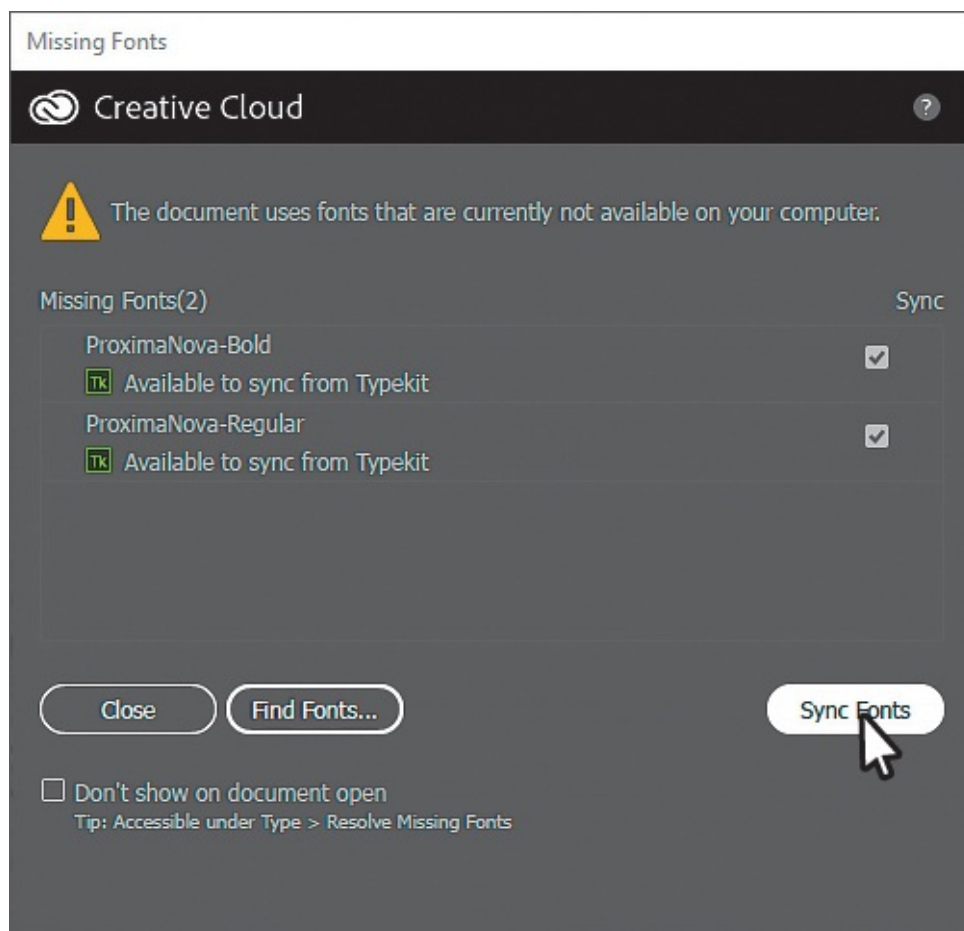 Missing Fonts
Creative Cloud ?
The document uses fonts that are currently not available on your computer.
Missing Fonts(2) Sync
ProximaNova-Bold
Tk Available to sync from Typekit
ProximaNova-Regular
Tk Available to sync from Typekit
Close Find Fonts... Sync Fonts
Don't show on document open
Tip: Accessible under Type > Resolve Missing Fonts